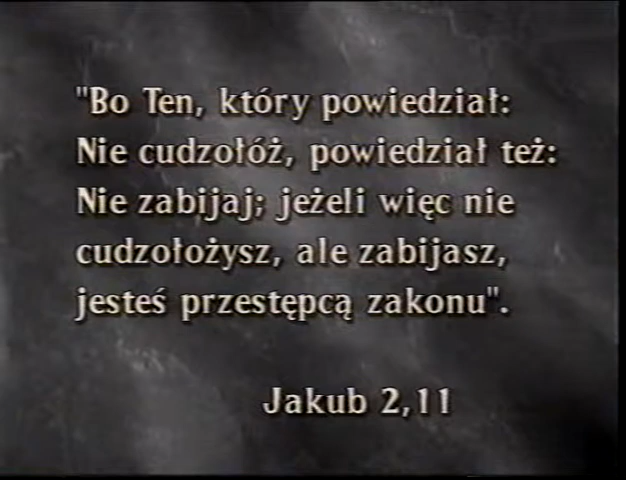 "Bo Ten, który powiedział:
Nie cudzołóż, powiedział też:
Nie zabijaj; jeżeli więc nie
cudzołożysz, ale zabijasz,
jesteś przestępcą zakonu".
Jakub 2,11